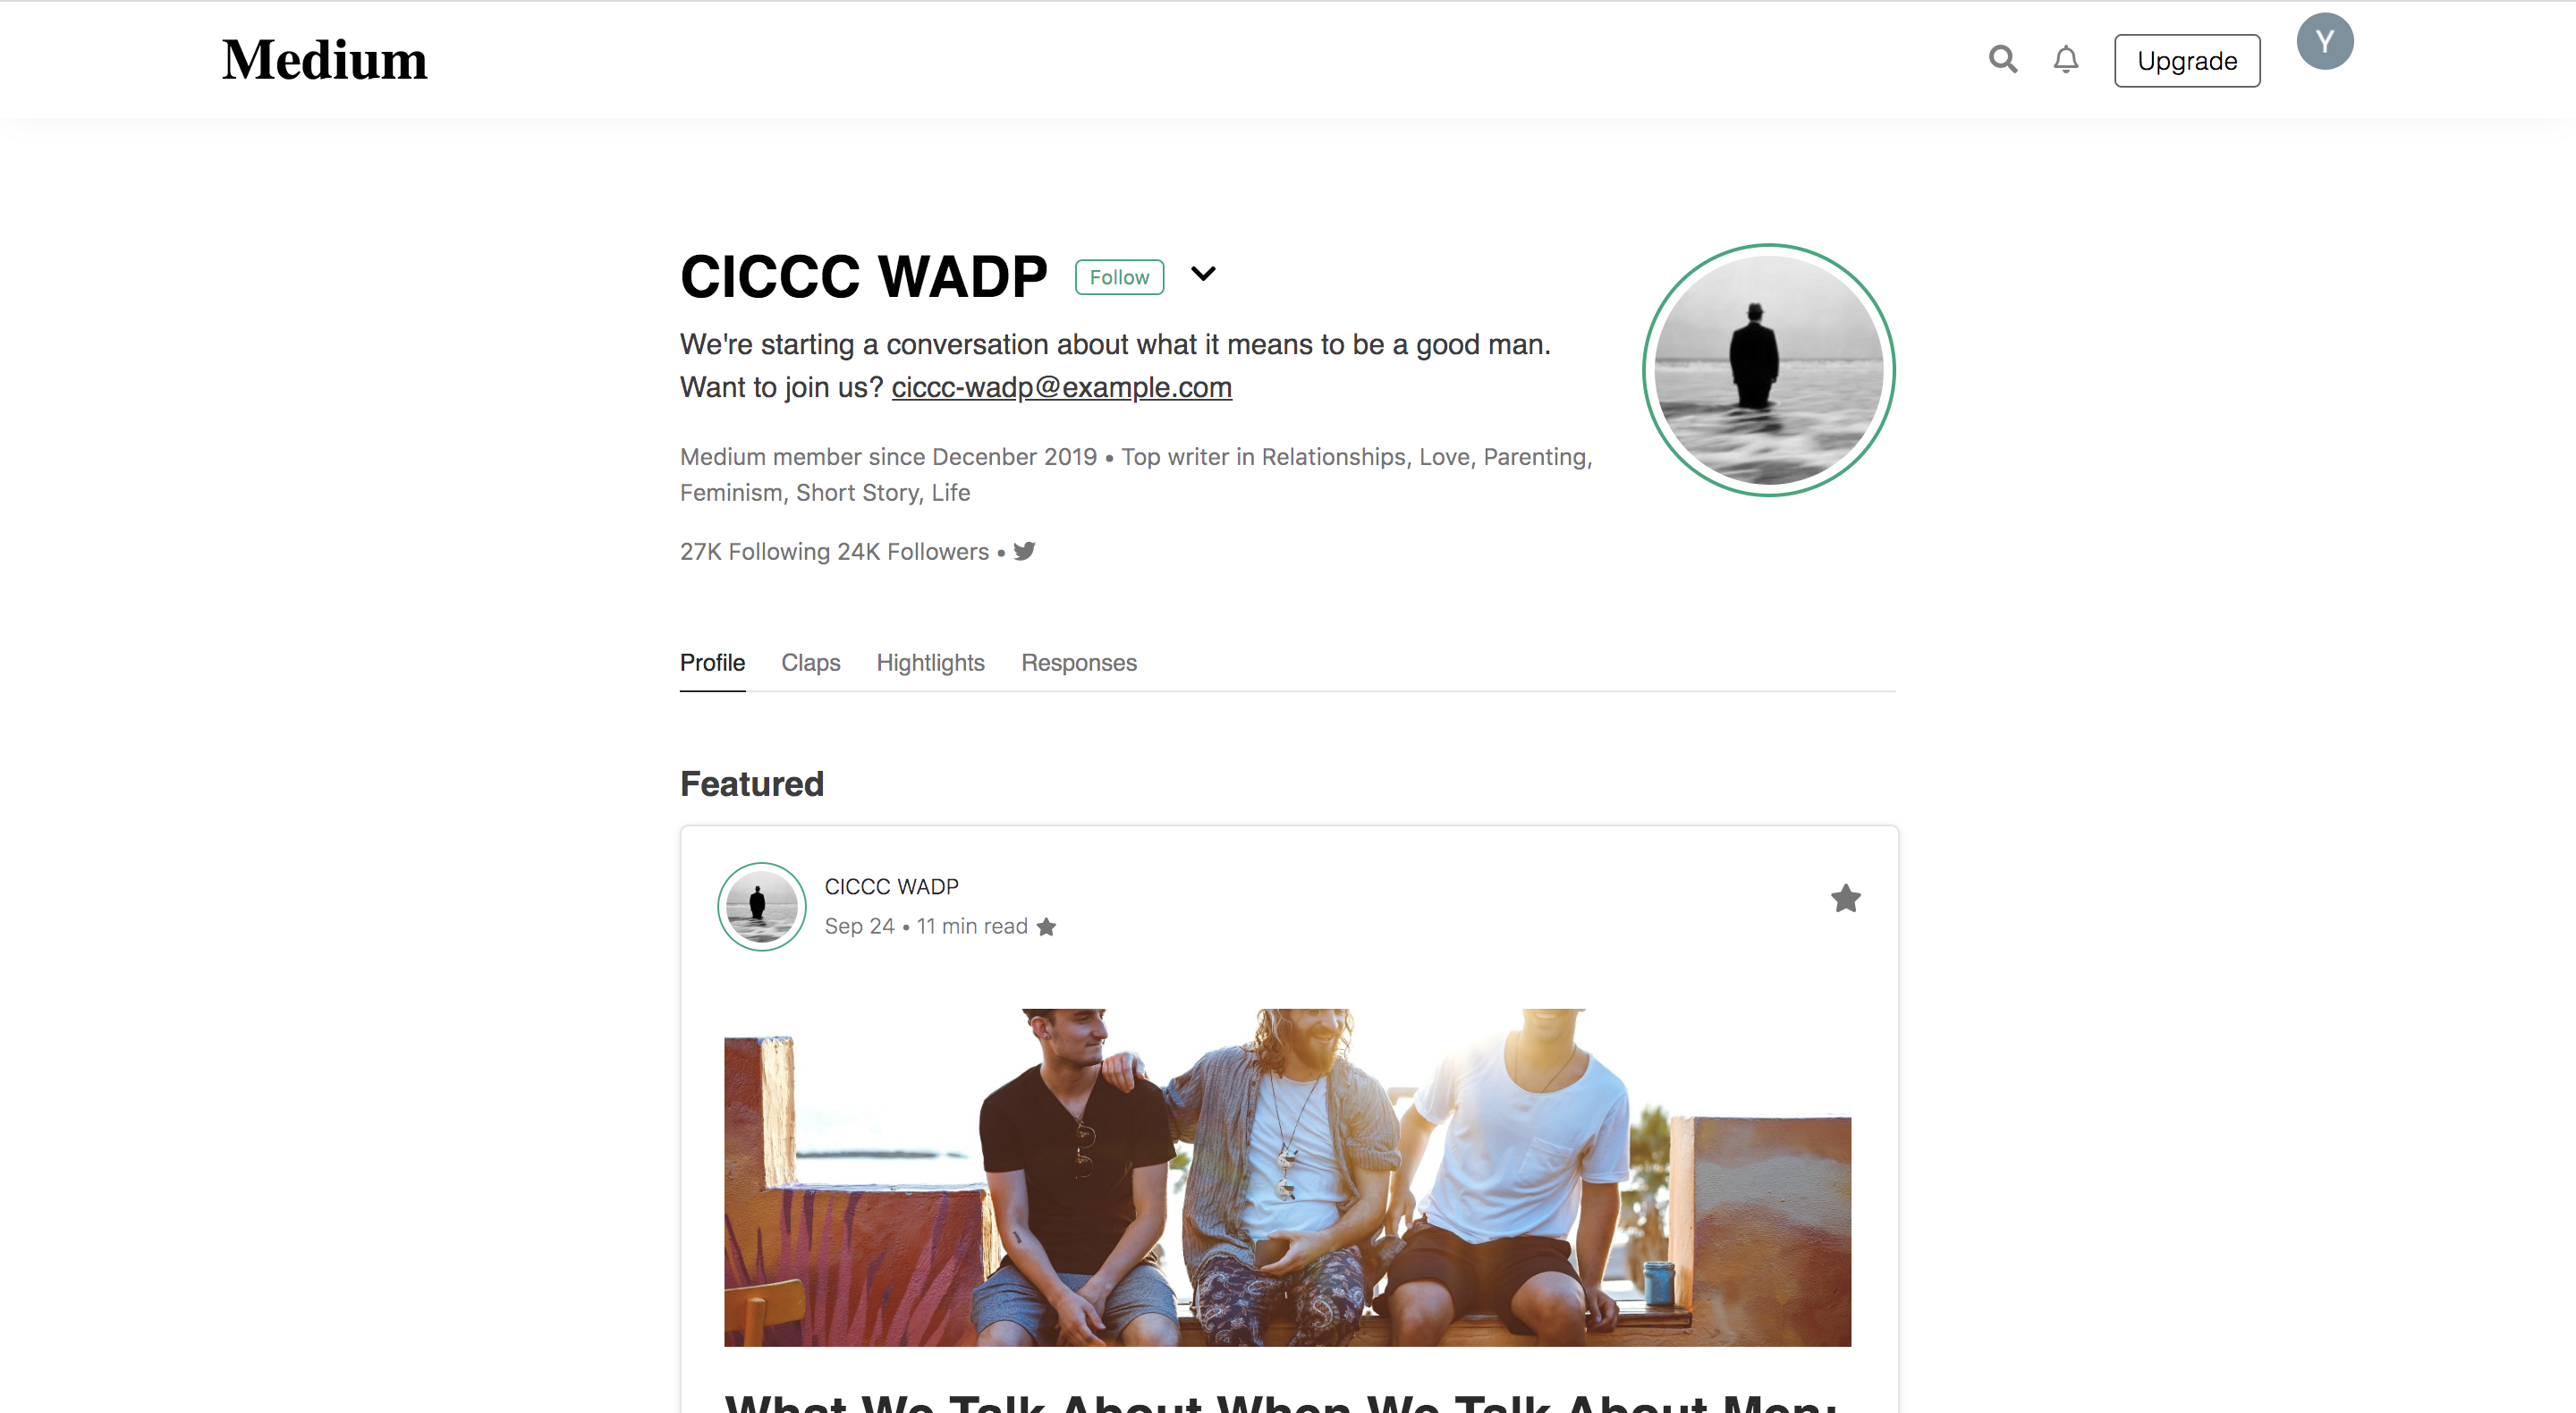 Medium
Upgrade
Y
CICCC WADP Follow
We're starting a conversation about what it means to be a good man.
Want to join us? ciccc-wadp@example.com
Medium member since Decenber 2019 • Top writer in Relationships, Love, Parenting,
Feminism, Short Story, Life
27K Following 24K Followers •
Profile Claps Hightlights Responses
Featured
CICCC WADP
Sep 24 • 11 min read
What We Talk About When We Talk About Men: